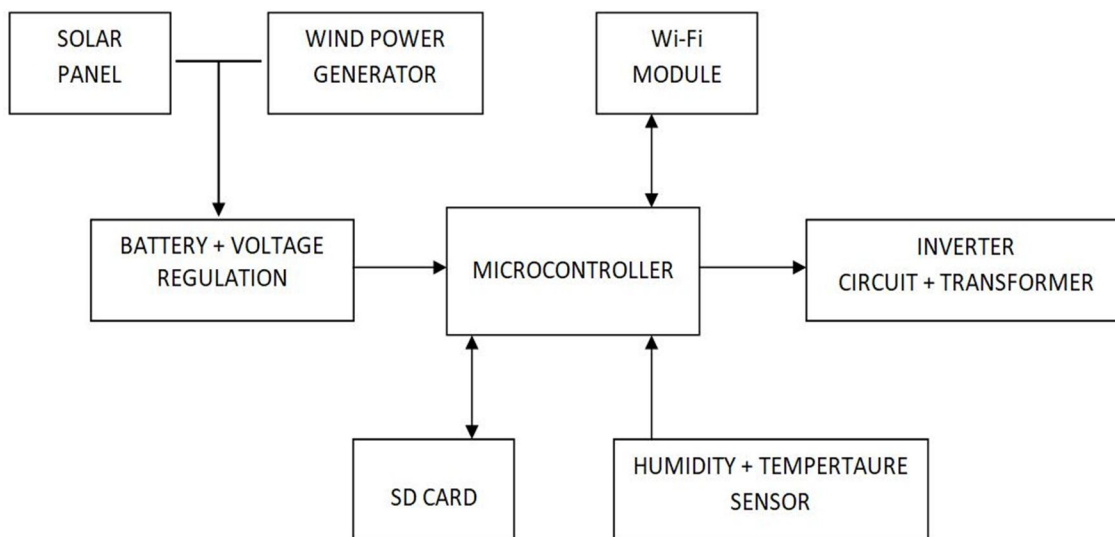 SOLAR
PANEL
WIND POWER
GENERATOR
Wi-Fi
MODULE
BATTERY + VOLTAGE
REGULATION
MICROCONTROLLER
INVERTER
CIRCUIT + TRANSFORMER
SD CARD
HUMIDITY + TEMPERTAURE
SENSOR